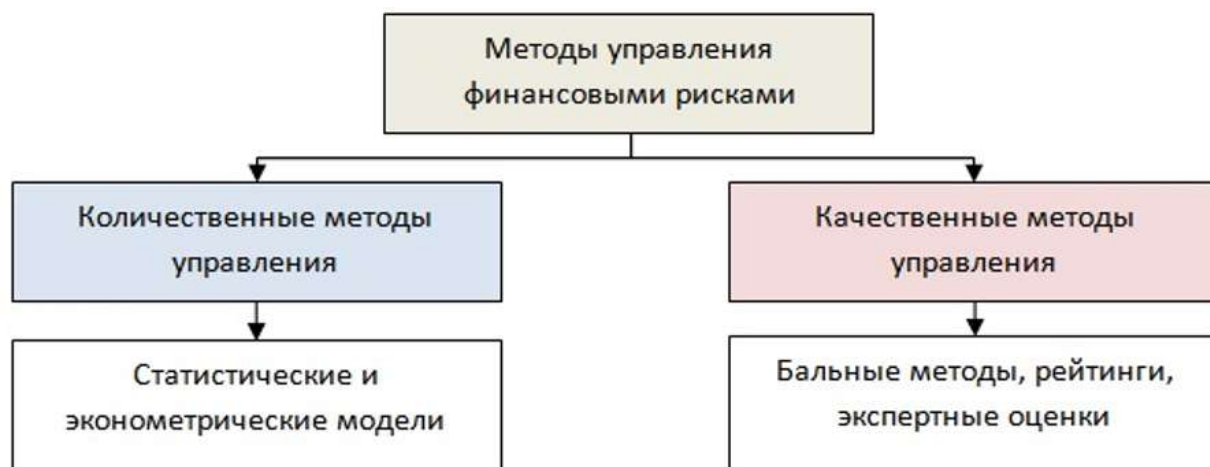 Методы управления
финансовыми рисками
Количественные методы
управления
Качественные методы
управления
Статистические и
эконометрические модели
Бальные методы, рейтинги,
экспертные оценки